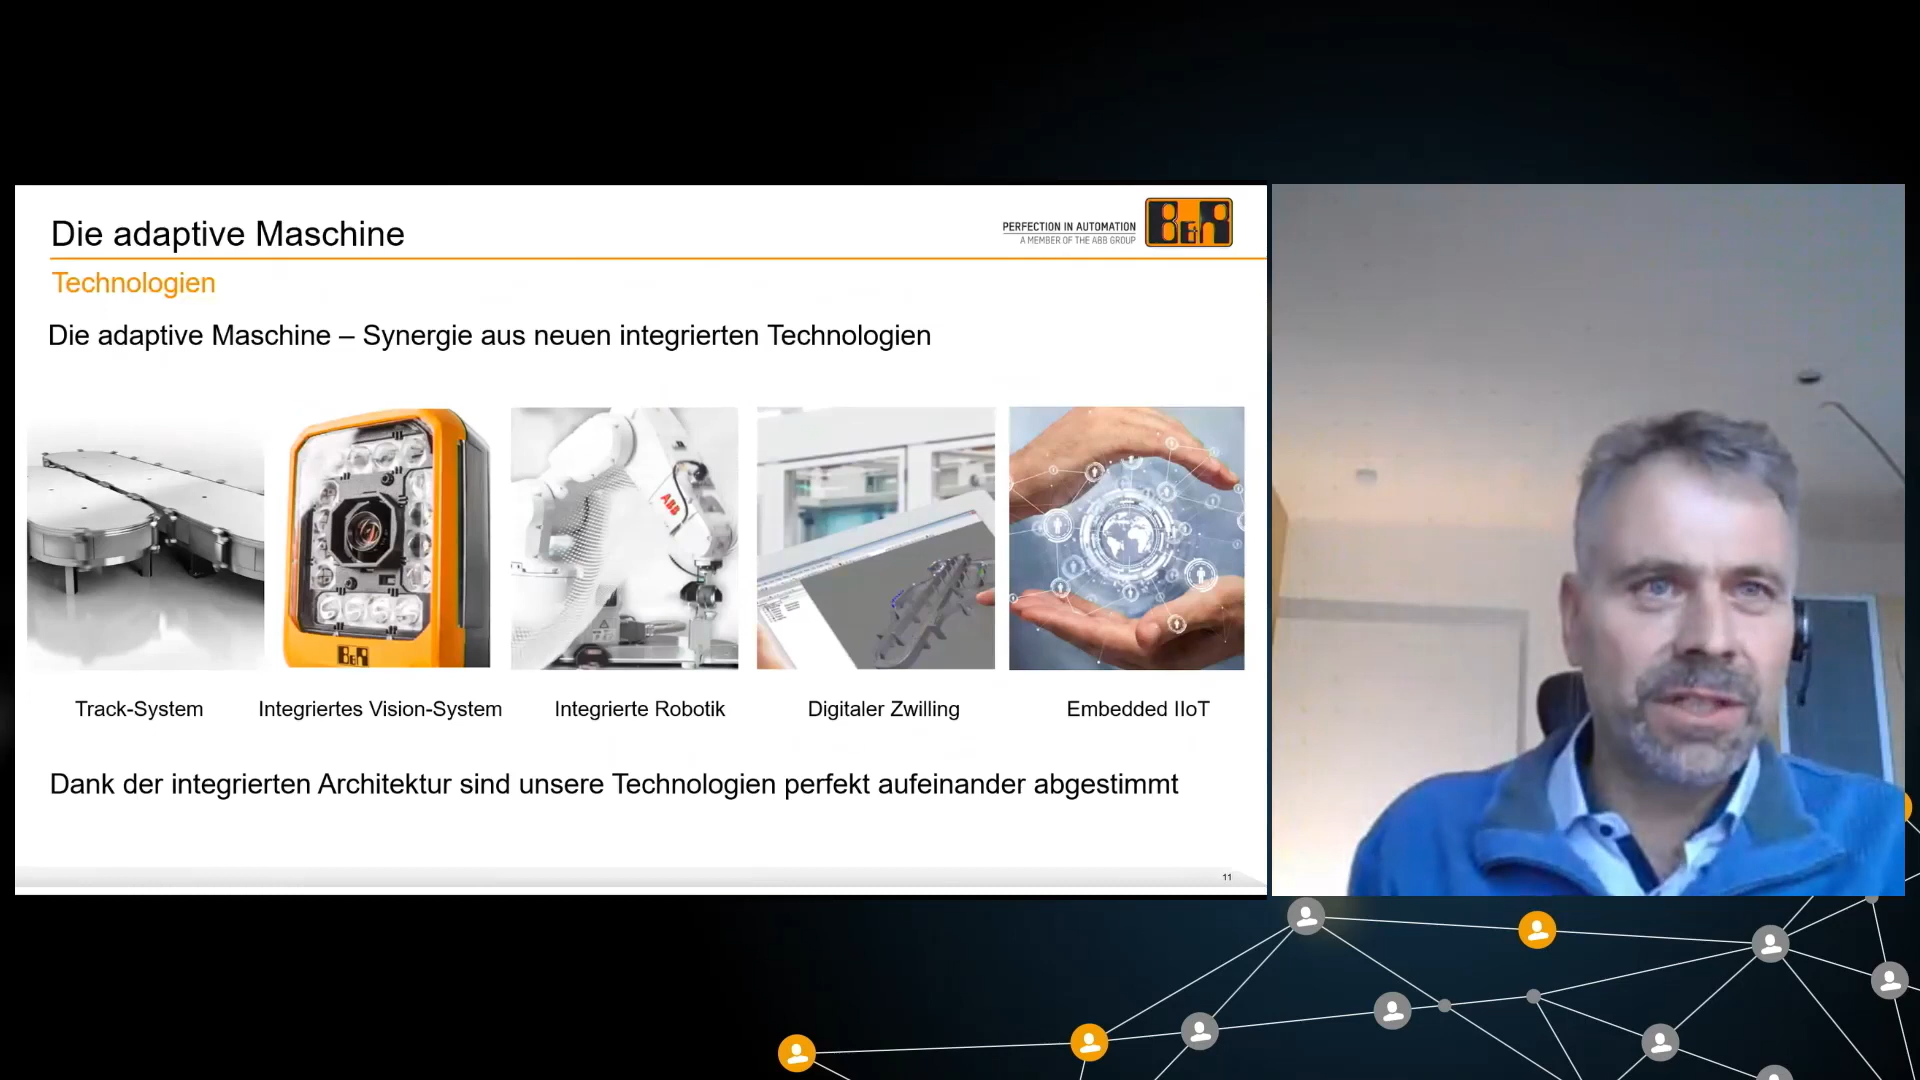 Die adaptive Maschine
PERFECTION IN AUTOMATION
A MEMBER OF THE ABB GROUP
B&R
Technologien
Die adaptive Maschine – Synergie aus neuen integrierten Technologien
B&R
ABB
Track-System
Integriertes Vision-System
Integrierte Robotik
Digitaler Zwilling
Embedded IIoT
Dank der integrierten Architektur sind unsere Technologien perfekt aufeinander abgestimmt
11